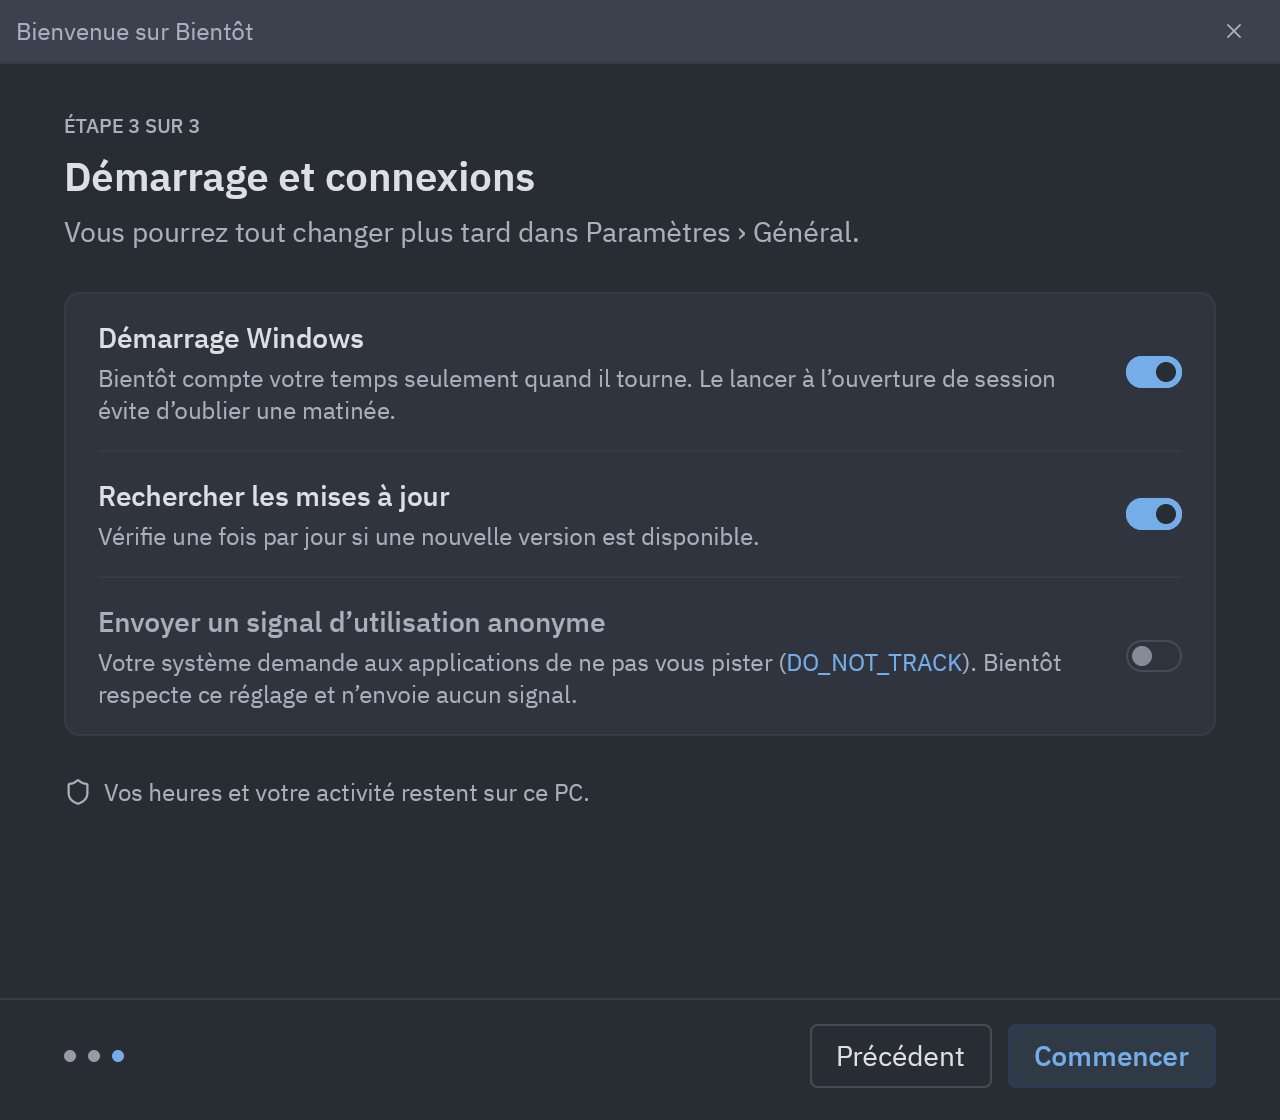 Bienvenue sur Bientôt
ÉTAPE 3 SUR 3
Démarrage et connexions
Vous pourrez tout changer plus tard dans Paramètres › Général.
Démarrage Windows
Bientôt compte votre temps seulement quand il tourne. Le lancer à l’ouverture de session
évite d’oublier une matinée.
Rechercher les mises à jour
Vérifie une fois par jour si une nouvelle version est disponible.
Envoyer un signal d’utilisation anonyme
Votre système demande aux applications de ne pas vous pister (DO_NOT_TRACK). Bientôt
respecte ce réglage et n’envoie aucun signal.
Vos heures et votre activité restent sur ce PC.
Précédent
Commencer